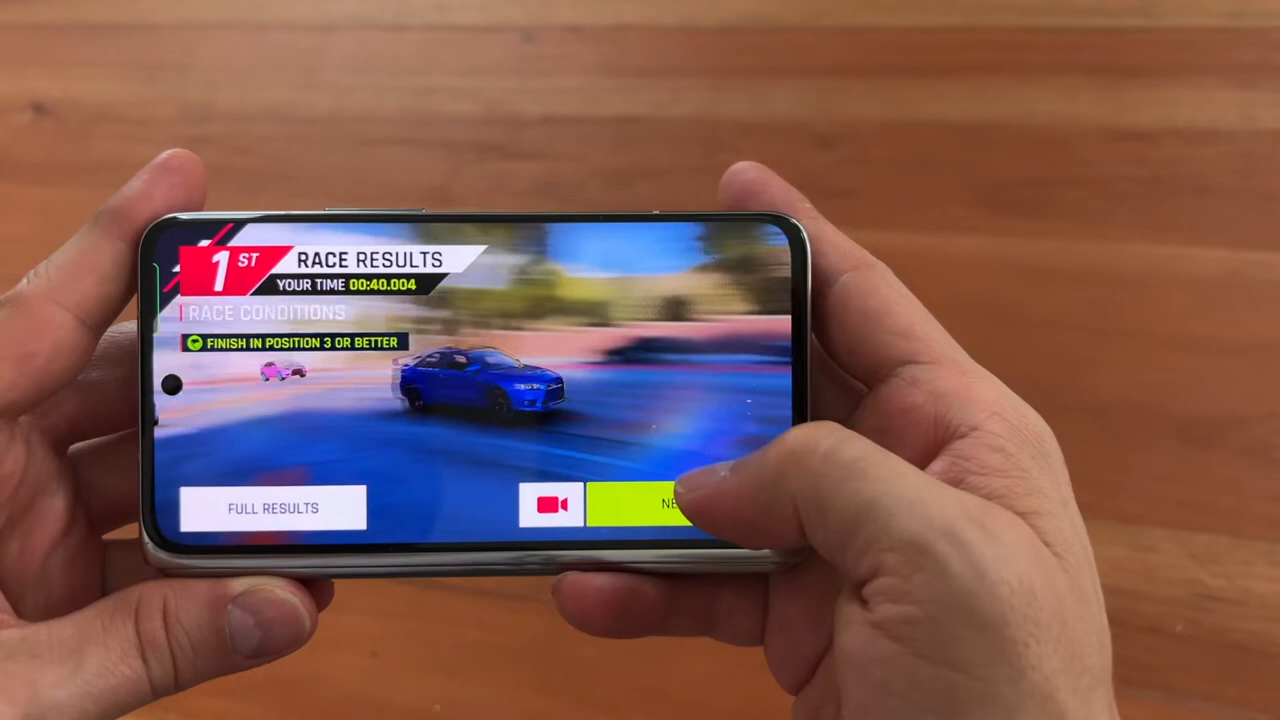 1ST
RACE RESULTS
YOUR TIME 00:40.004
RACE CONDITIONS
FINISH IN POSITION 3 OR BETTER
FULL RESULTS